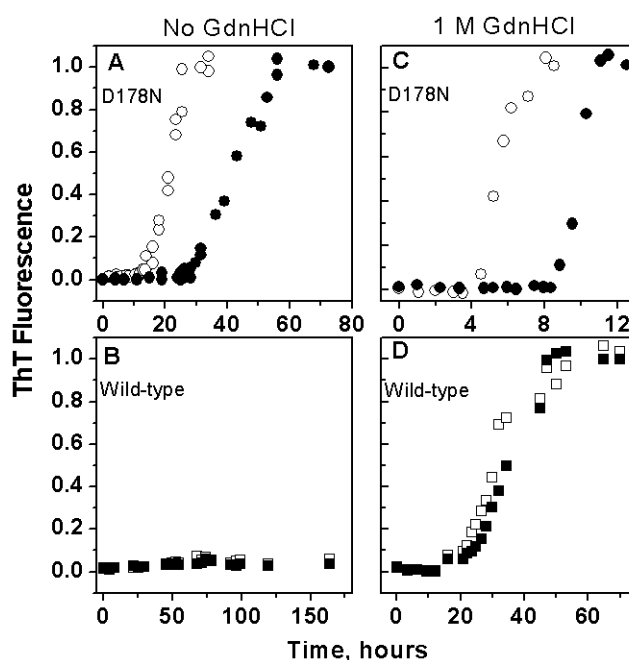 No GdnHCl 1 M GdnHCl
A C
D178N D178N
1.0
0.8
0.6
0.4
0.2
0.0
0 20 40 60 80 0 4 8 12
B D
Wild-type Wild-type
1.0
0.8
0.6
0.4
0.2
0.0
0 50 100 150 0 20 40 60
ThT Fluorescence
Time, hours